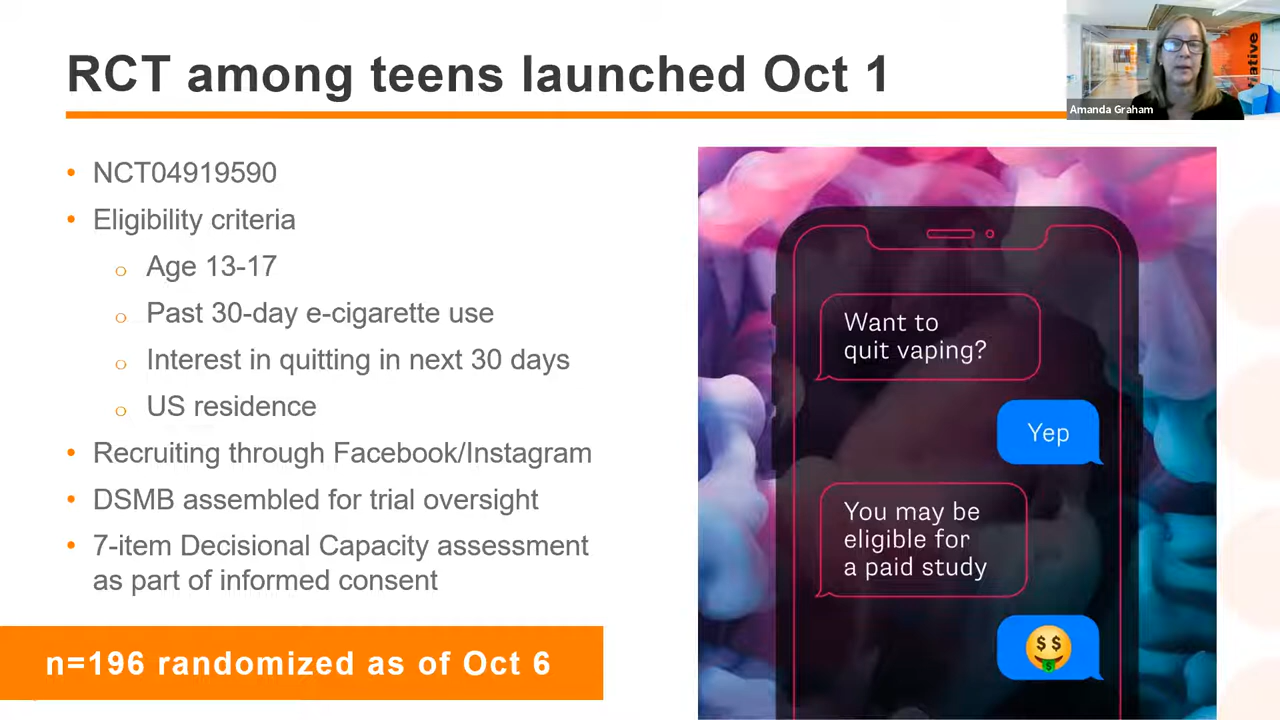 RCT among teens launched Oct 1
Amanda Graham
• NCT04919590
• Eligibility criteria
o Age 13-17
o Past 30-day e-cigarette use
o Interest in quitting in next 30 days
o US residence
• Recruiting through Facebook/Instagram
• DSMB assembled for trial oversight
• 7-item Decisional Capacity assessment
as part of informed consent
n=196 randomized as of Oct 6
Want to
quit vaping?
Yep
You may be
eligible for
a paid study